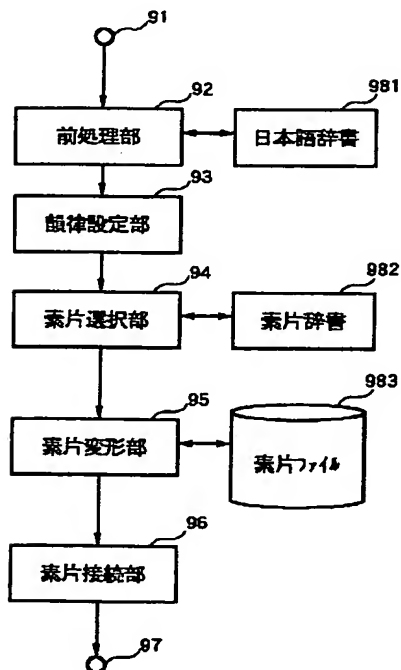 91
92
前処理部
981
日本語辞書
93
韻律設定部
94
素片選択部
982
素片辞書
95
素片変形部
983
素片ファイル
96
素片接続部
97